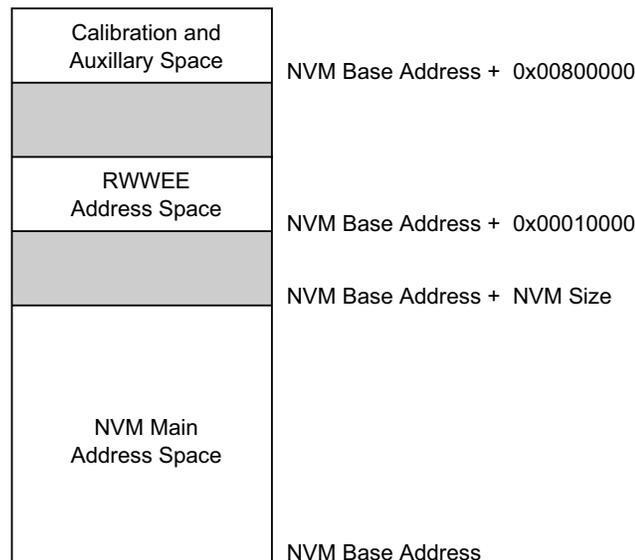 Calibration and
Auxillary Space
NVM Base Address + 0x00800000
RWWEE
Address Space
NVM Base Address + 0x00010000
NVM Base Address + NVM Size
NVM Main
Address Space
NVM Base Address